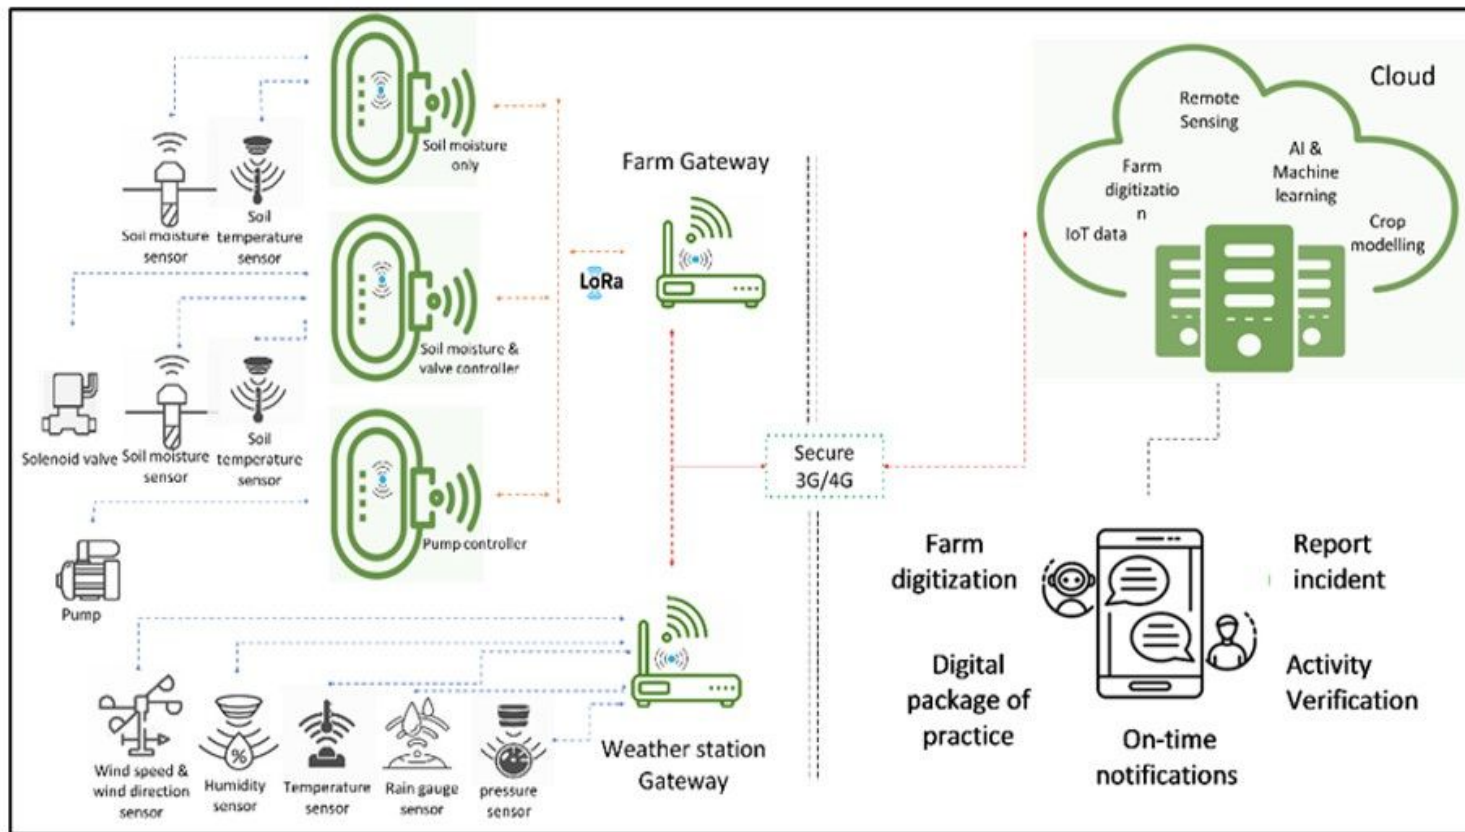 Cloud
Remote
Sensing
AI &
Machine
learning
Farm
digitizatio
n
IoT data
Crop
modelling
Soil moisture
only
Farm Gateway
Soil moisture
sensor
Soil
temperature
sensor
LoRa
Soil moisture &
valve controller
Solenoid valve
Soil moisture
sensor
Soil
temperature
sensor
Secure
3G/4G
Pump controller
Pump
Farm
digitization
Report
incident
Digital
package of
practice
Activity
Verification
On-time
notifications
Weather station
Gateway
Wind speed &
wind direction
sensor
%
Humidity
sensor
Temperature
sensor
Rain gauge
sensor
pressure
sensor